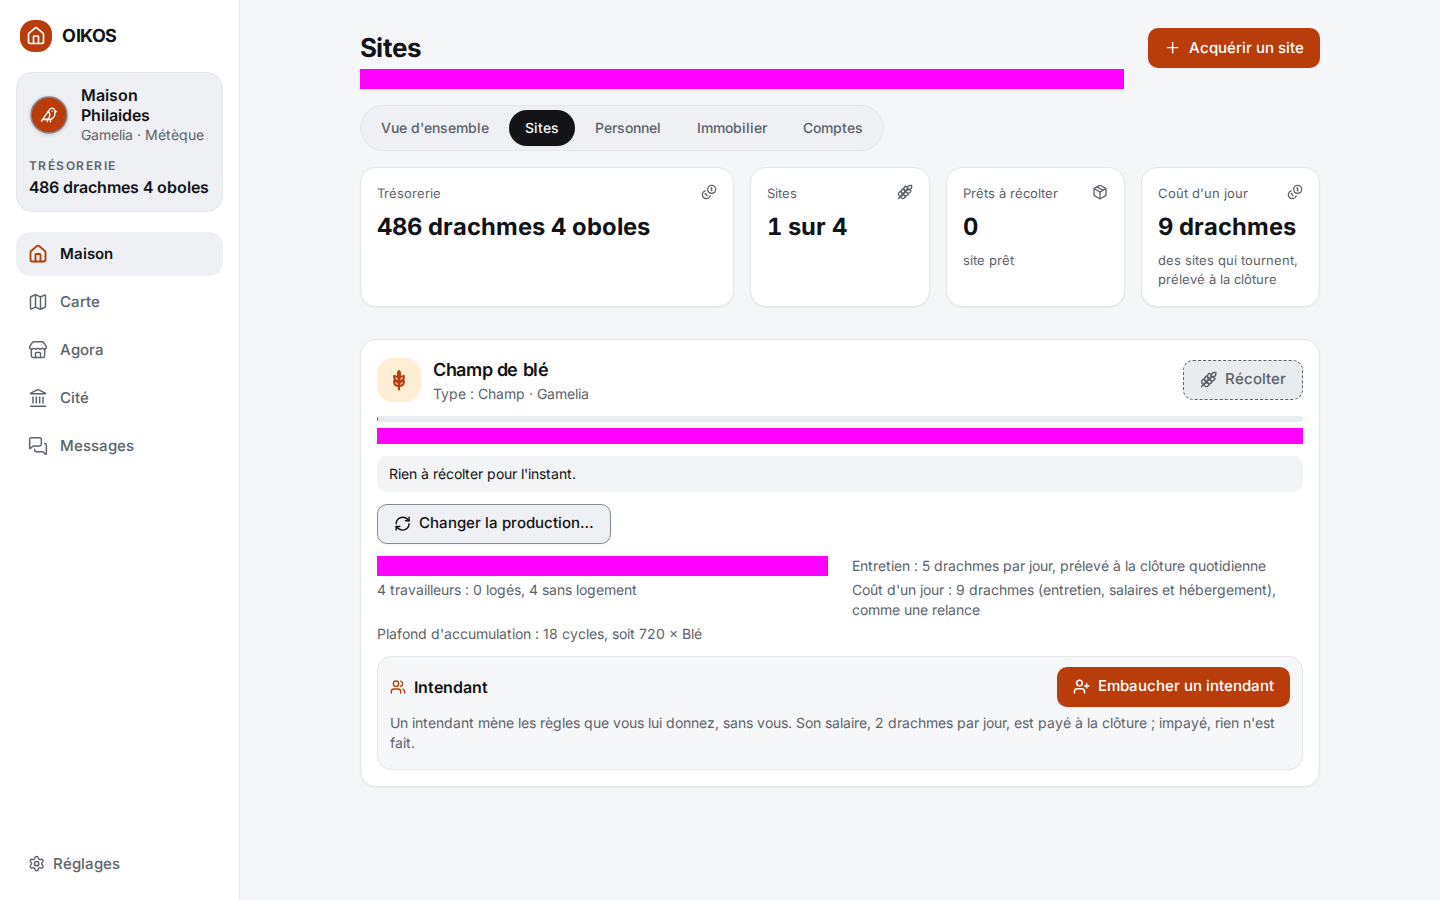 OIKOS
Maison
Philaides
Gamelia · Métèque
TRÉSORERIE
486 drachmes 4 oboles
Maison
Carte
Agora
Cité
Messages
Réglages
Sites
Acquérir un site
Vue d'ensemble
Sites
Personnel
Immobilier
Comptes
Trésorerie
486 drachmes 4 oboles
Sites
1 sur 4
Prêts à récolter
0
site prêt
Coût d'un jour
9 drachmes
des sites qui tournent,
prélevé à la clôture
Champ de blé
Type : Champ · Gamelia
Récolter
Rien à récolter pour l'instant.
Changer la production...
4 travailleurs : 0 logés, 4 sans logement
Entretien : 5 drachmes par jour, prélevé à la clôture quotidienne
Coût d'un jour : 9 drachmes (entretien, salaires et hébergement),
comme une relance
Plafond d'accumulation : 18 cycles, soit 720 × Blé
Intendant
Embaucher un intendant
Un intendant mène les règles que vous lui donnez, sans vous. Son salaire, 2 drachmes par jour, est payé à la clôture ; impayé, rien n'est
fait.